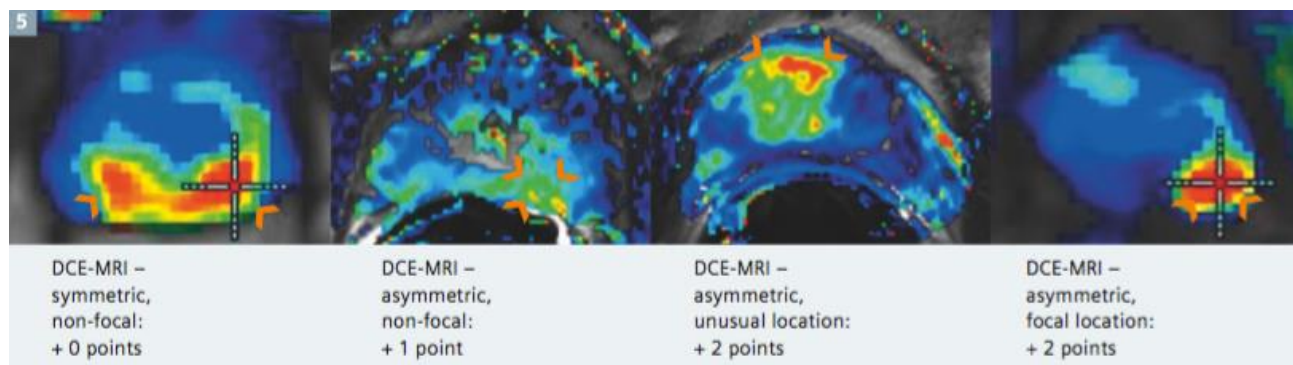 5
DCE-MRI –
symmetric,
non-focal:
+ 0 points
DCE-MRI –
asymmetric,
non-focal:
+ 1 point
DCE-MRI –
asymmetric,
unusual location:
+ 2 points
DCE-MRI –
asymmetric,
focal location:
+ 2 points